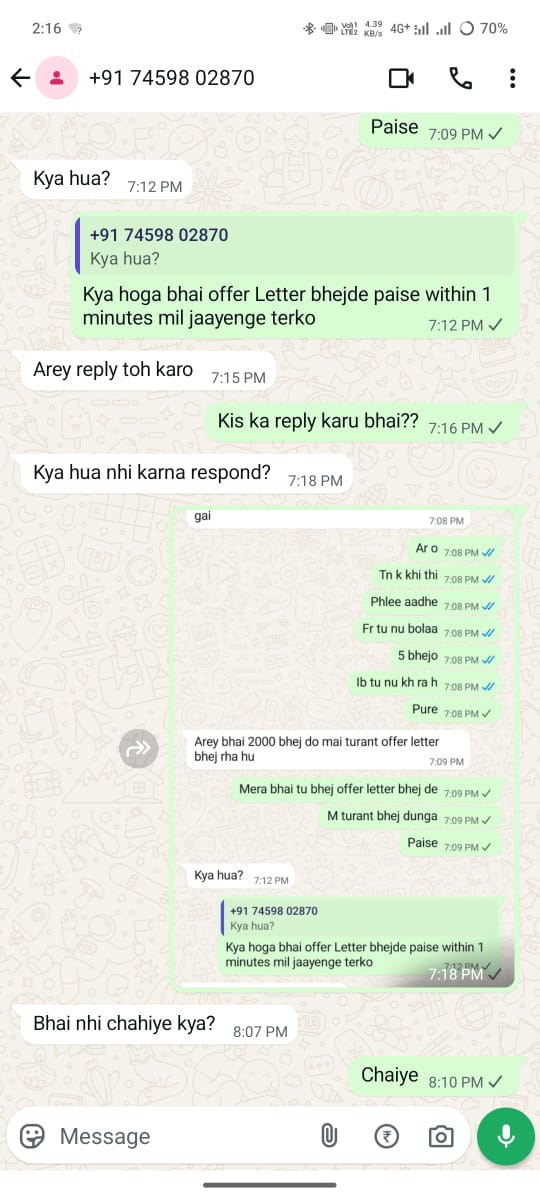 2:16
Vo)) 1 LTE2 4.39 KB/s 4G+ 70%
+91 74598 02870
Paise 7:09 PM
Kya hua? 7:12 PM
+91 74598 02870
Kya hua?
Kya hoga bhai offer Letter bhejde paise within 1
minutes mil jaayenge terko 7:12 PM
Arey reply toh karo 7:15 PM
Kis ka reply karu bhai?? 7:16 PM
Kya hua nhi karna respond? 7:18 PM
gai 7:08 PM
Ar o 7:08 PM
Tn k khi thi 7:08 PM
Phlee aadhe 7:08 PM
Fr tu nu bolaa 7:08 PM
5 bhejo 7:08 PM
Ib tu nu kh ra h 7:08 PM
Pure 7:08 PM
Arey bhai 2000 bhej do mai turant offer letter
bhej rha hu 7:09 PM
Mera bhai tu bhej offer letter bhej de 7:09 PM
M turant bhej dunga 7:09 PM
Paise 7:09 PM
Kya hua? 7:12 PM
+91 74598 02870
Kya hua?
Kya hoga bhai offer Letter bhejde paise within 1
minutes mil jaayenge terko 7:12 PM
7:18 PM
Bhai nhi chahiye kya? 8:07 PM
Chaiye 8:10 PM
Message